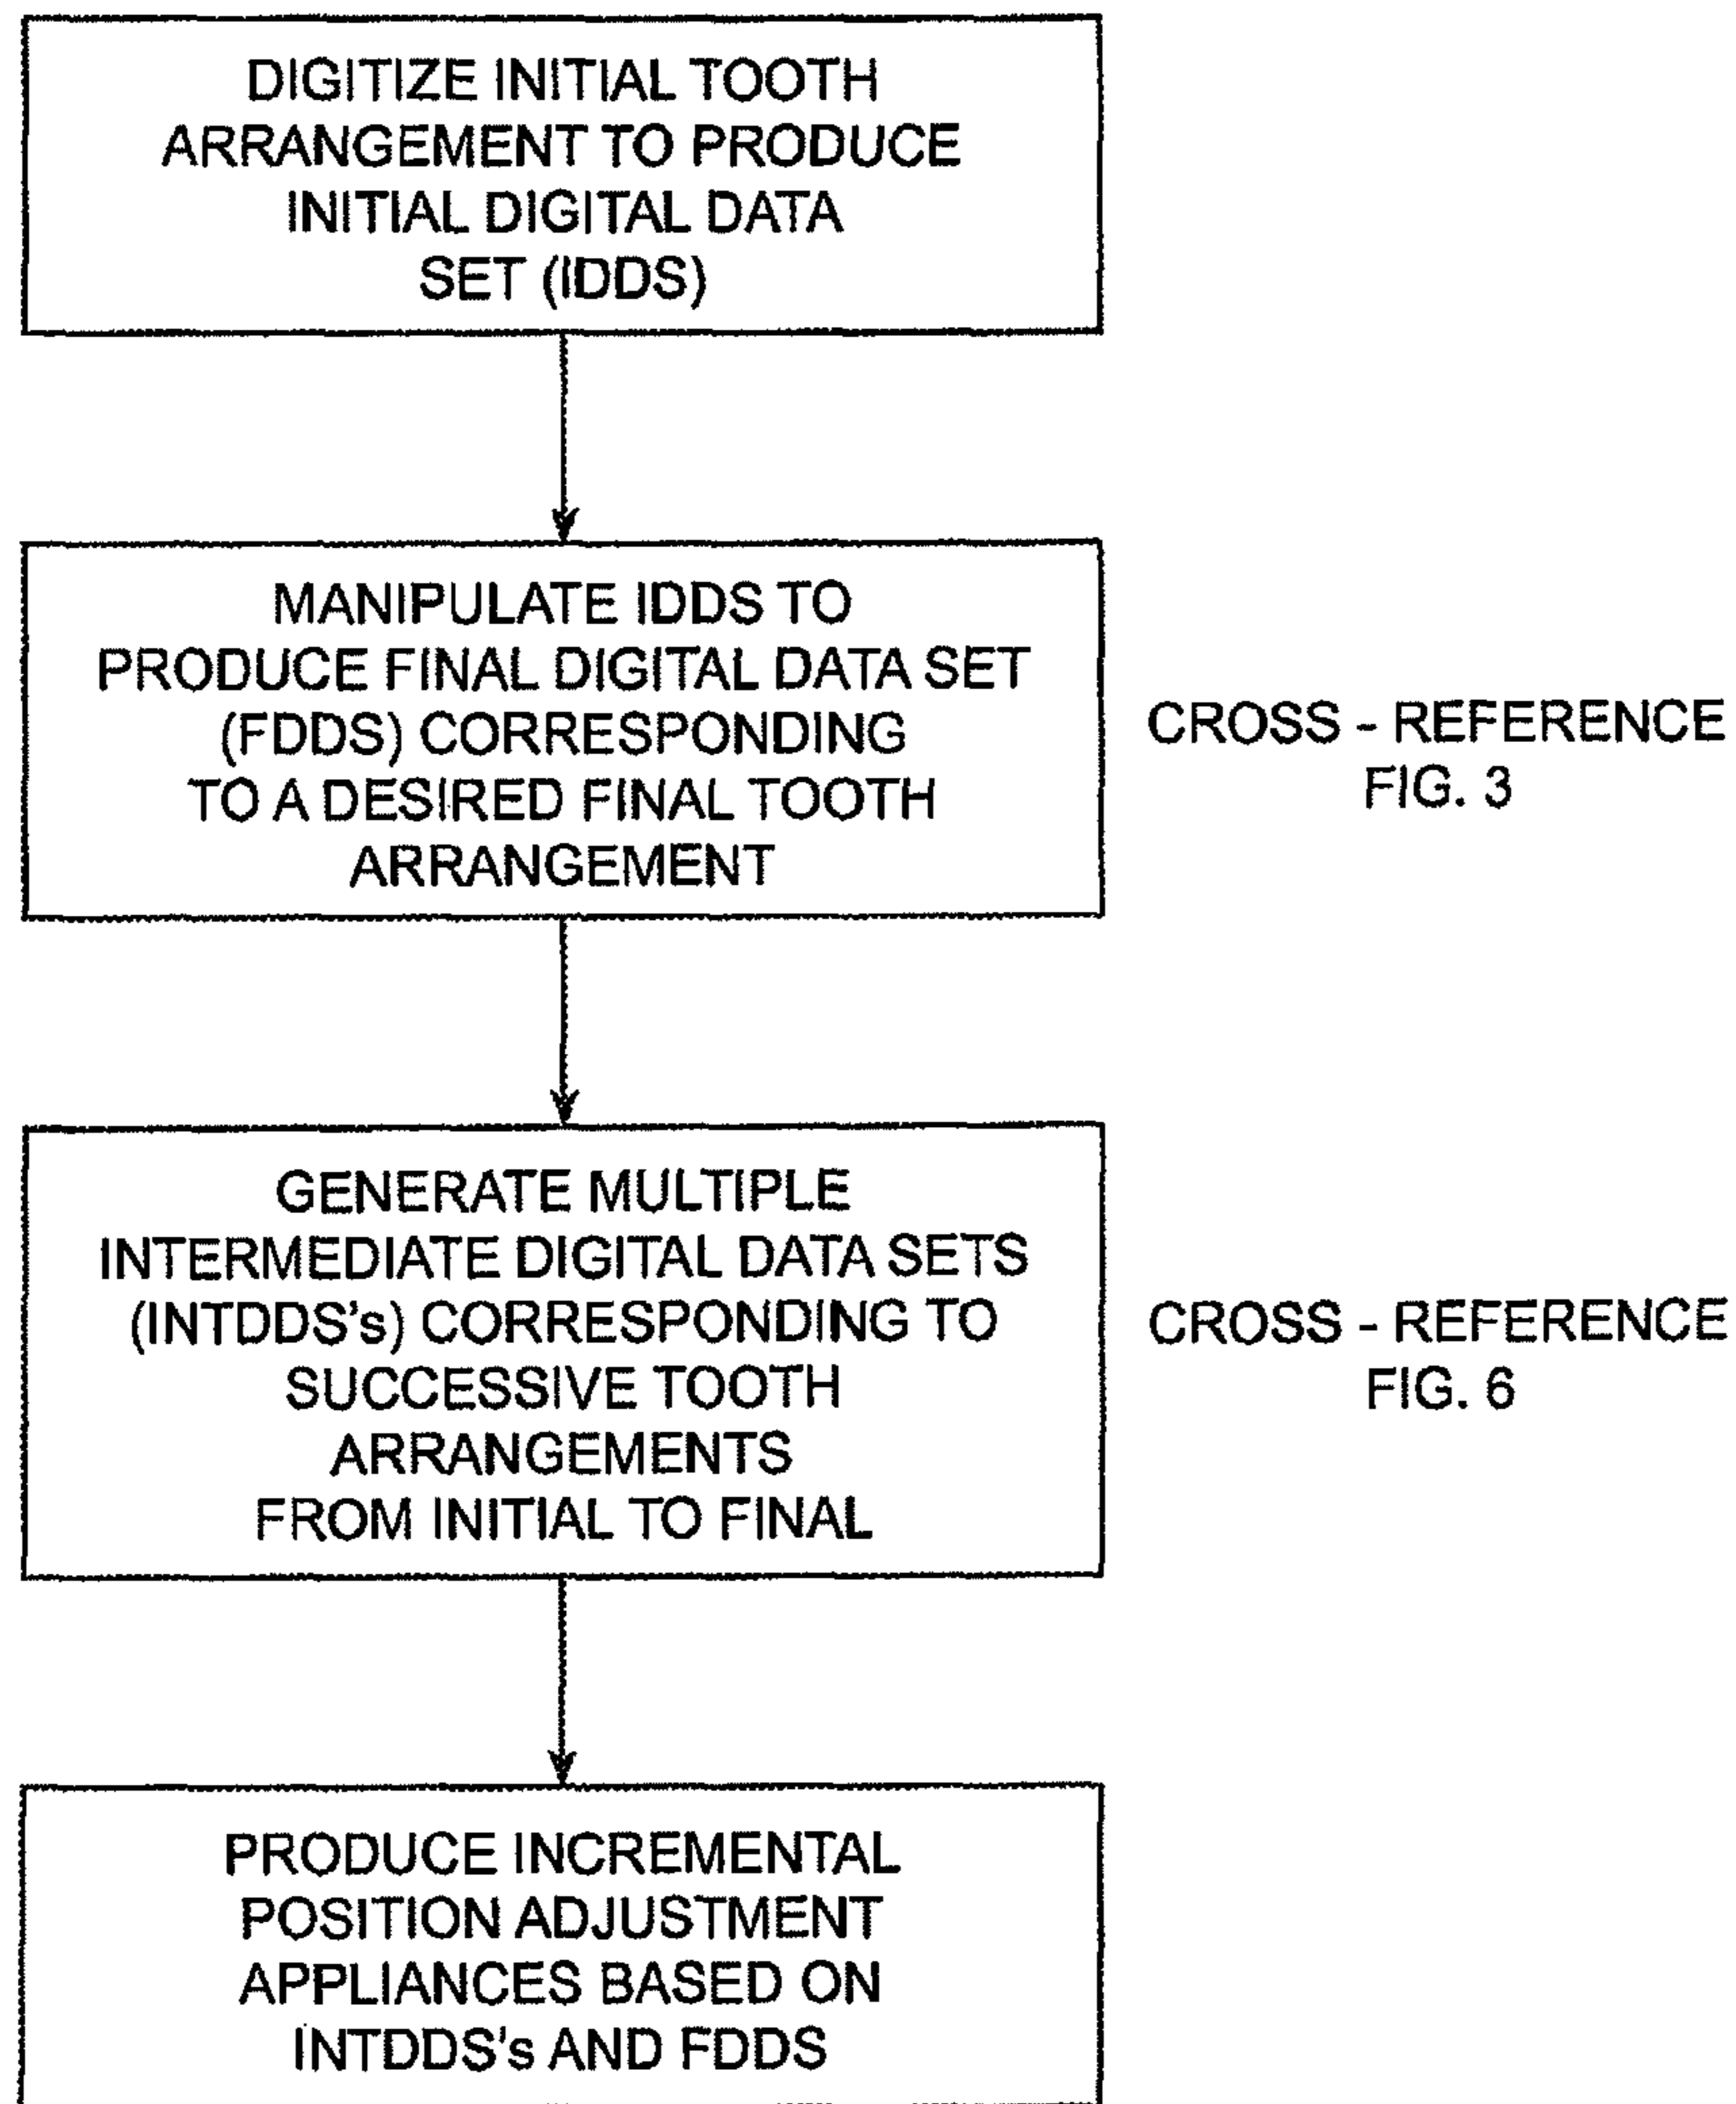 DIGITIZE INITIAL TOOTH
ARRANGEMENT TO PRODUCE
INITIAL DIGITAL DATA
SET (IDDS)
MANIPULATE IDDS TO
PRODUCE FINAL DIGITAL DATA SET
(FDDS) CORRESPONDING
TO A DESIRED FINAL TOOTH
ARRANGEMENT
CROSS - REFERENCE
FIG. 3
GENERATE MULTIPLE
INTERMEDIATE DIGITAL DATA SETS
(INTDDS's) CORRESPONDING TO
SUCCESSIVE TOOTH
ARRANGEMENTS
FROM INITIAL TO FINAL
CROSS - REFERENCE
FIG. 6
PRODUCE INCREMENTAL
POSITION ADJUSTMENT
APPLIANCES BASED ON
INTDDS's AND FDDS